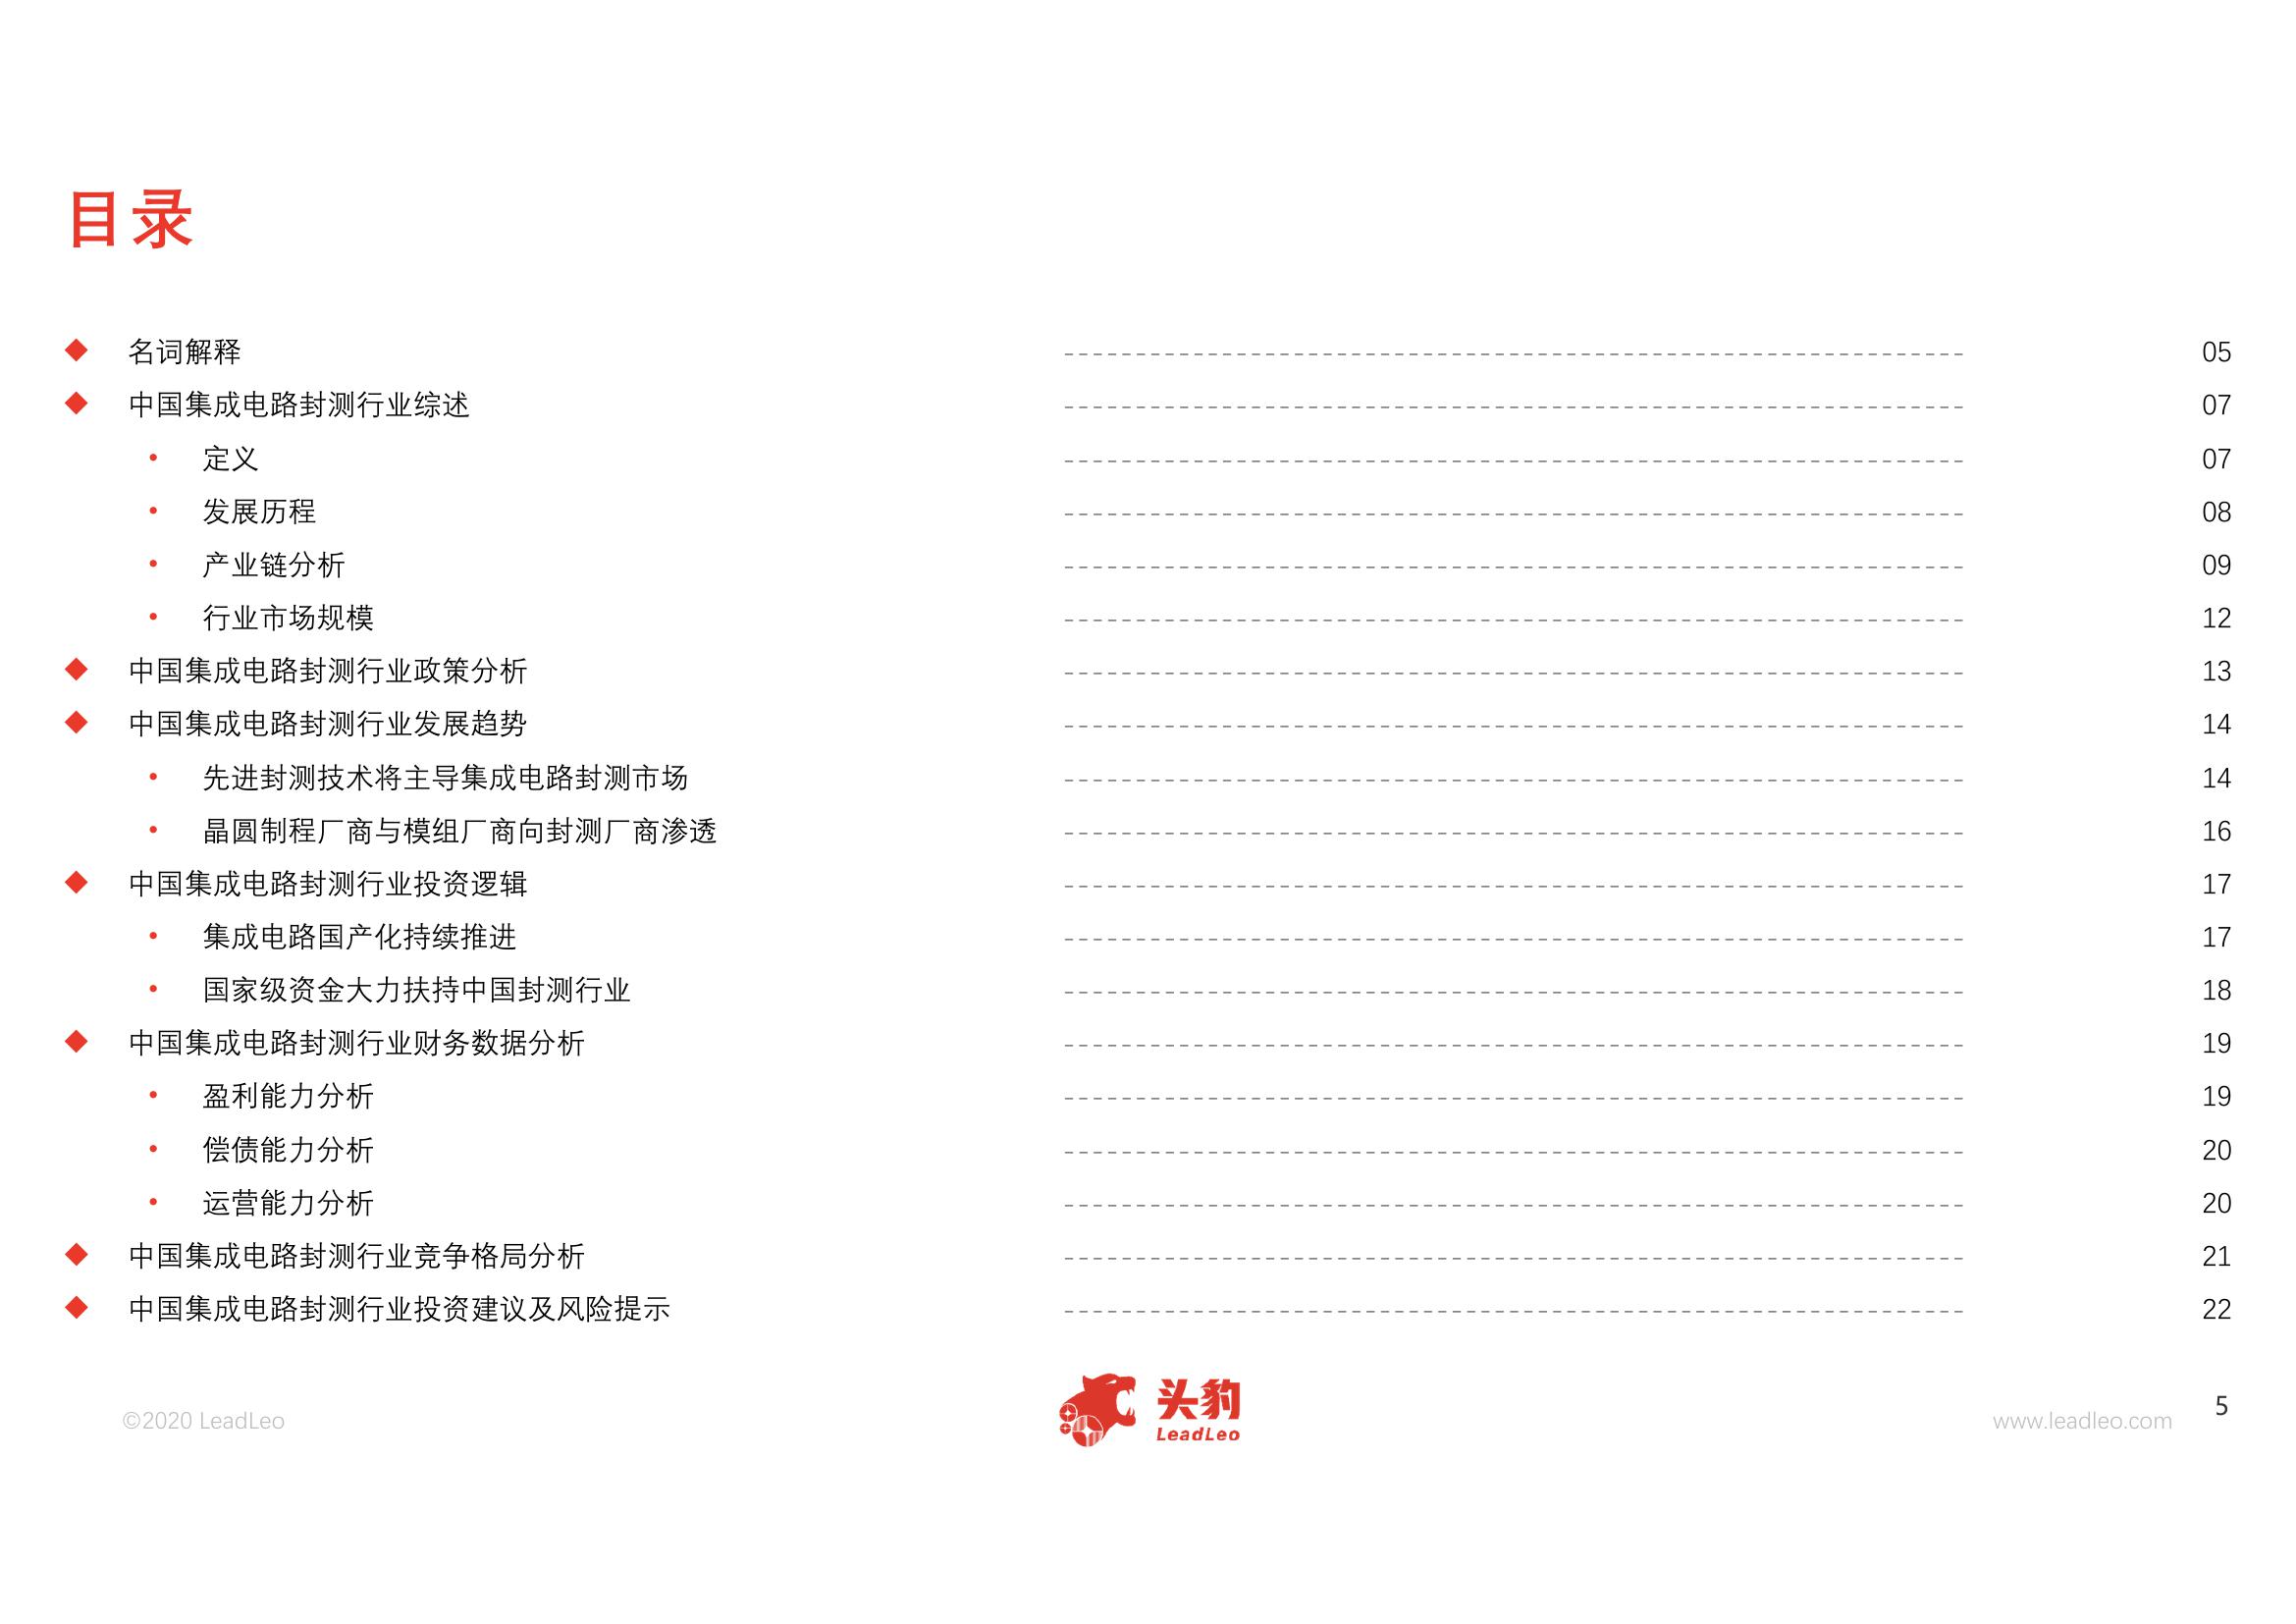 目录
◆ 名词解释 05
◆ 中国集成电路封测行业综述 07
• 定义 07
• 发展历程 08
• 产业链分析 09
• 行业市场规模 12
◆ 中国集成电路封测行业政策分析 13
◆ 中国集成电路封测行业发展趋势 14
• 先进封测技术将主导集成电路封测市场 14
• 晶圆制程厂商与模组厂商向封测厂商渗透 16
◆ 中国集成电路封测行业投资逻辑 17
• 集成电路国产化持续推进 17
• 国家级资金大力扶持中国封测行业 18
◆ 中国集成电路封测行业财务数据分析 19
• 盈利能力分析 19
• 偿债能力分析 20
• 运营能力分析 20
◆ 中国集成电路封测行业竞争格局分析 21
◆ 中国集成电路封测行业投资建议及风险提示 22
©2020 LeadLeo
头豹
LeadLeo
www.leadleo.com
5